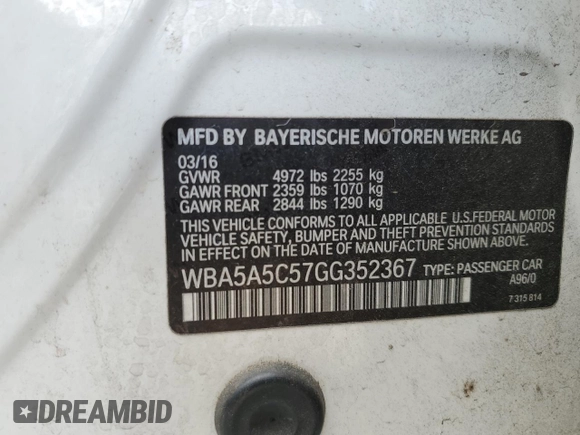 MFD BY BAYERISCHE MOTOREN WERKE AG
03/16
GVWR 4972 lbs 2255 kg
GAWR FRONT 2359 lbs 1070 kg
GAWR REAR 2844 lbs 1290 kg
THIS VEHICLE CONFORMS TO ALL APPLICABLE U.S.FEDERAL MOTOR
VEHICLE SAFETY, BUMPER AND THEFT PREVENTION STANDARDS
IN EFFECT ON THE DATE OF MANUFACTURE SHOWN ABOVE.
WBA5A5C57GG352367 TYPE: PASSENGER CAR
A96/0
7 315 814
DREAMBID